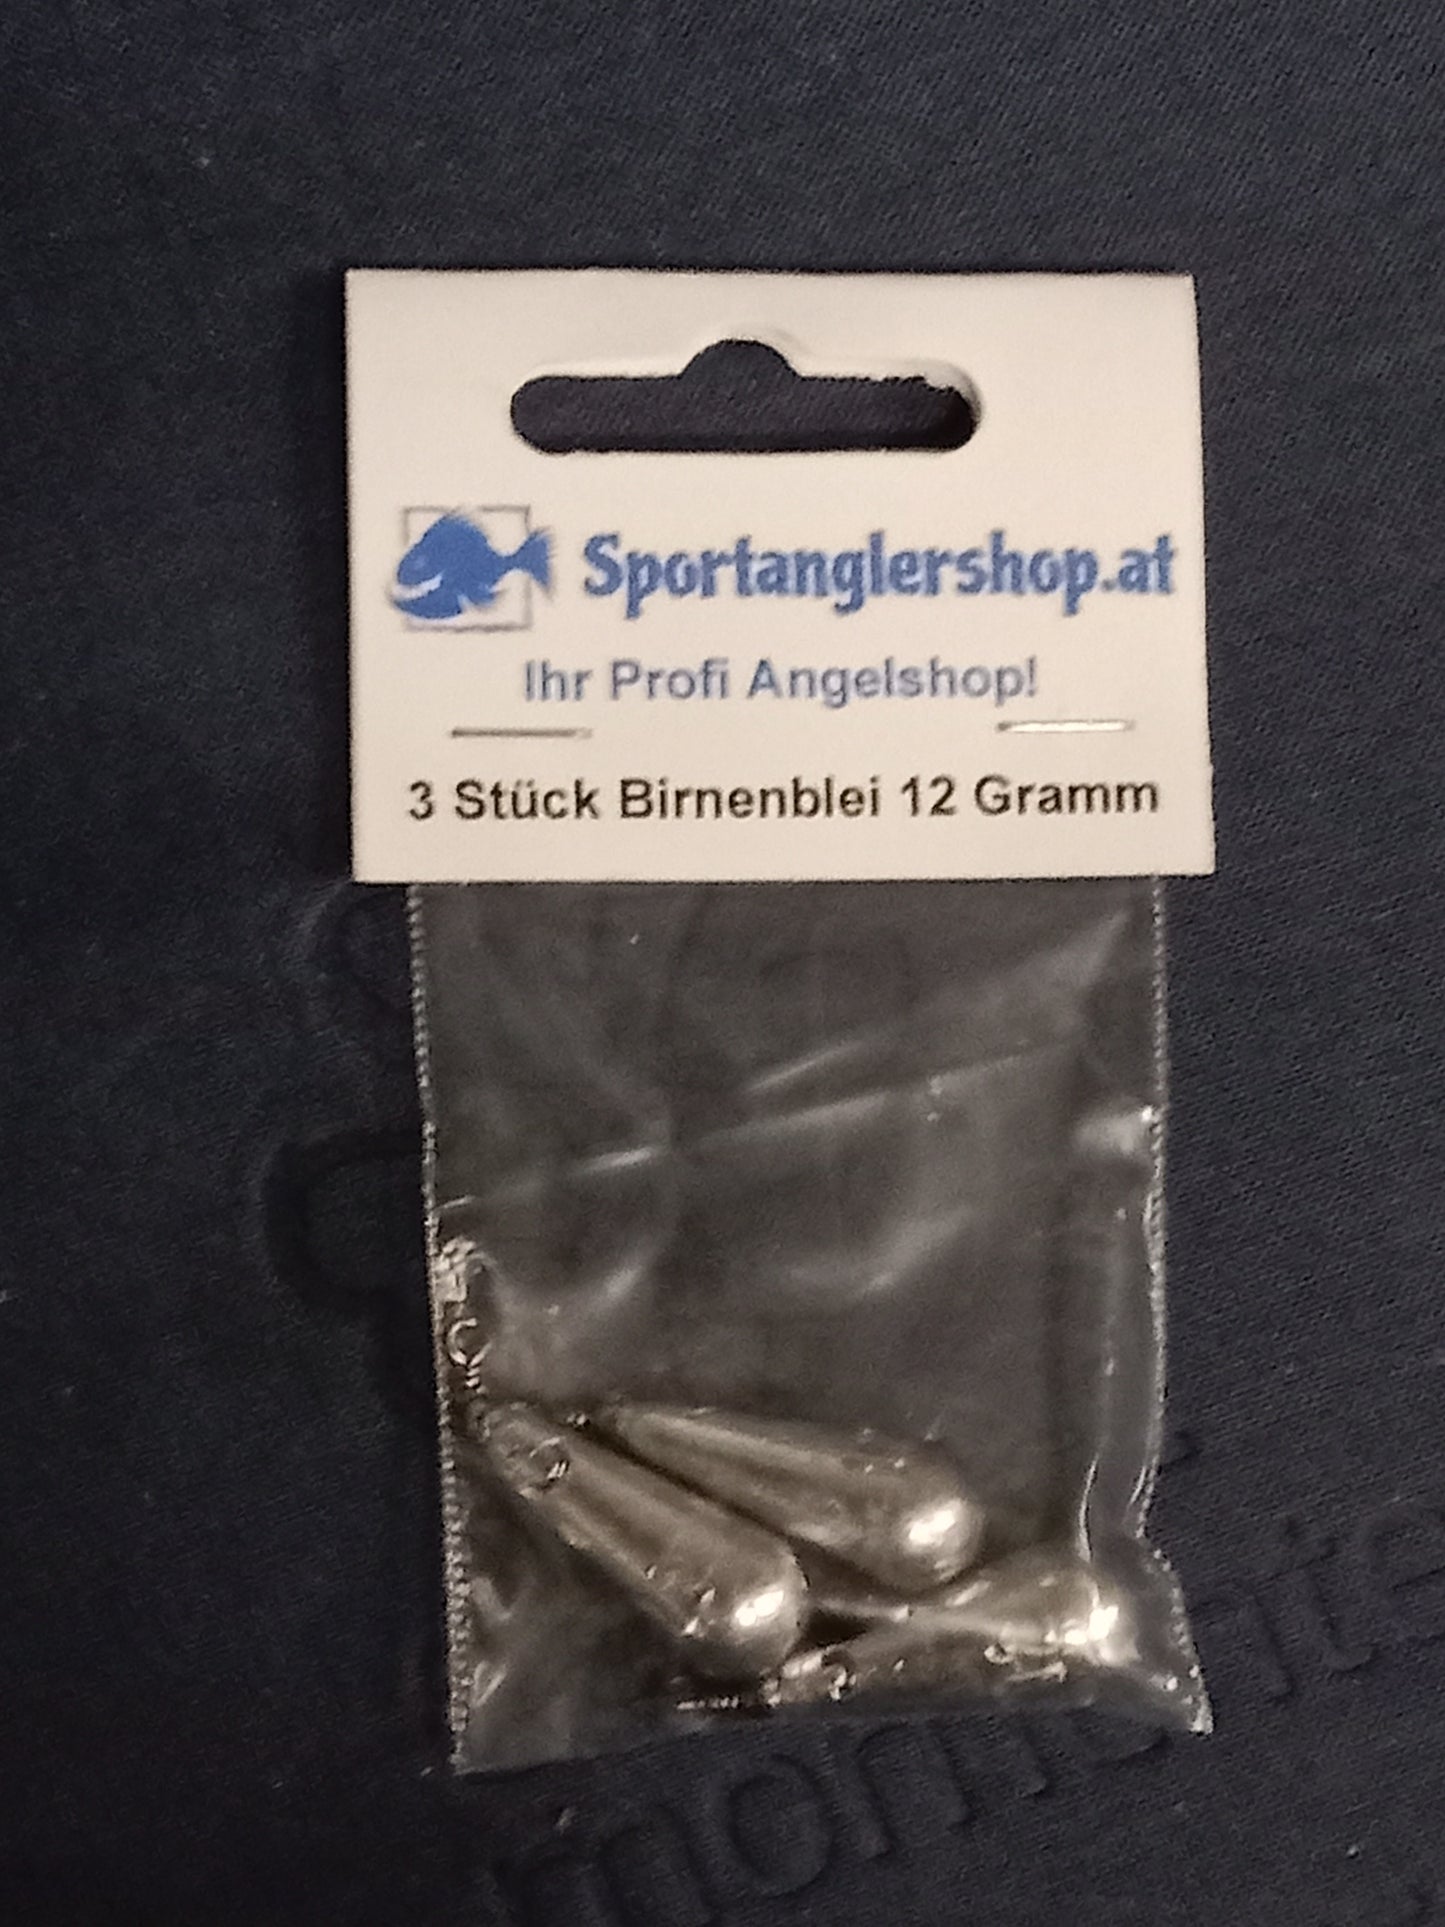 Sportanglershop.at
Ihr Profi Angelshop!
3 Stück Birnenblei 12 Gramm